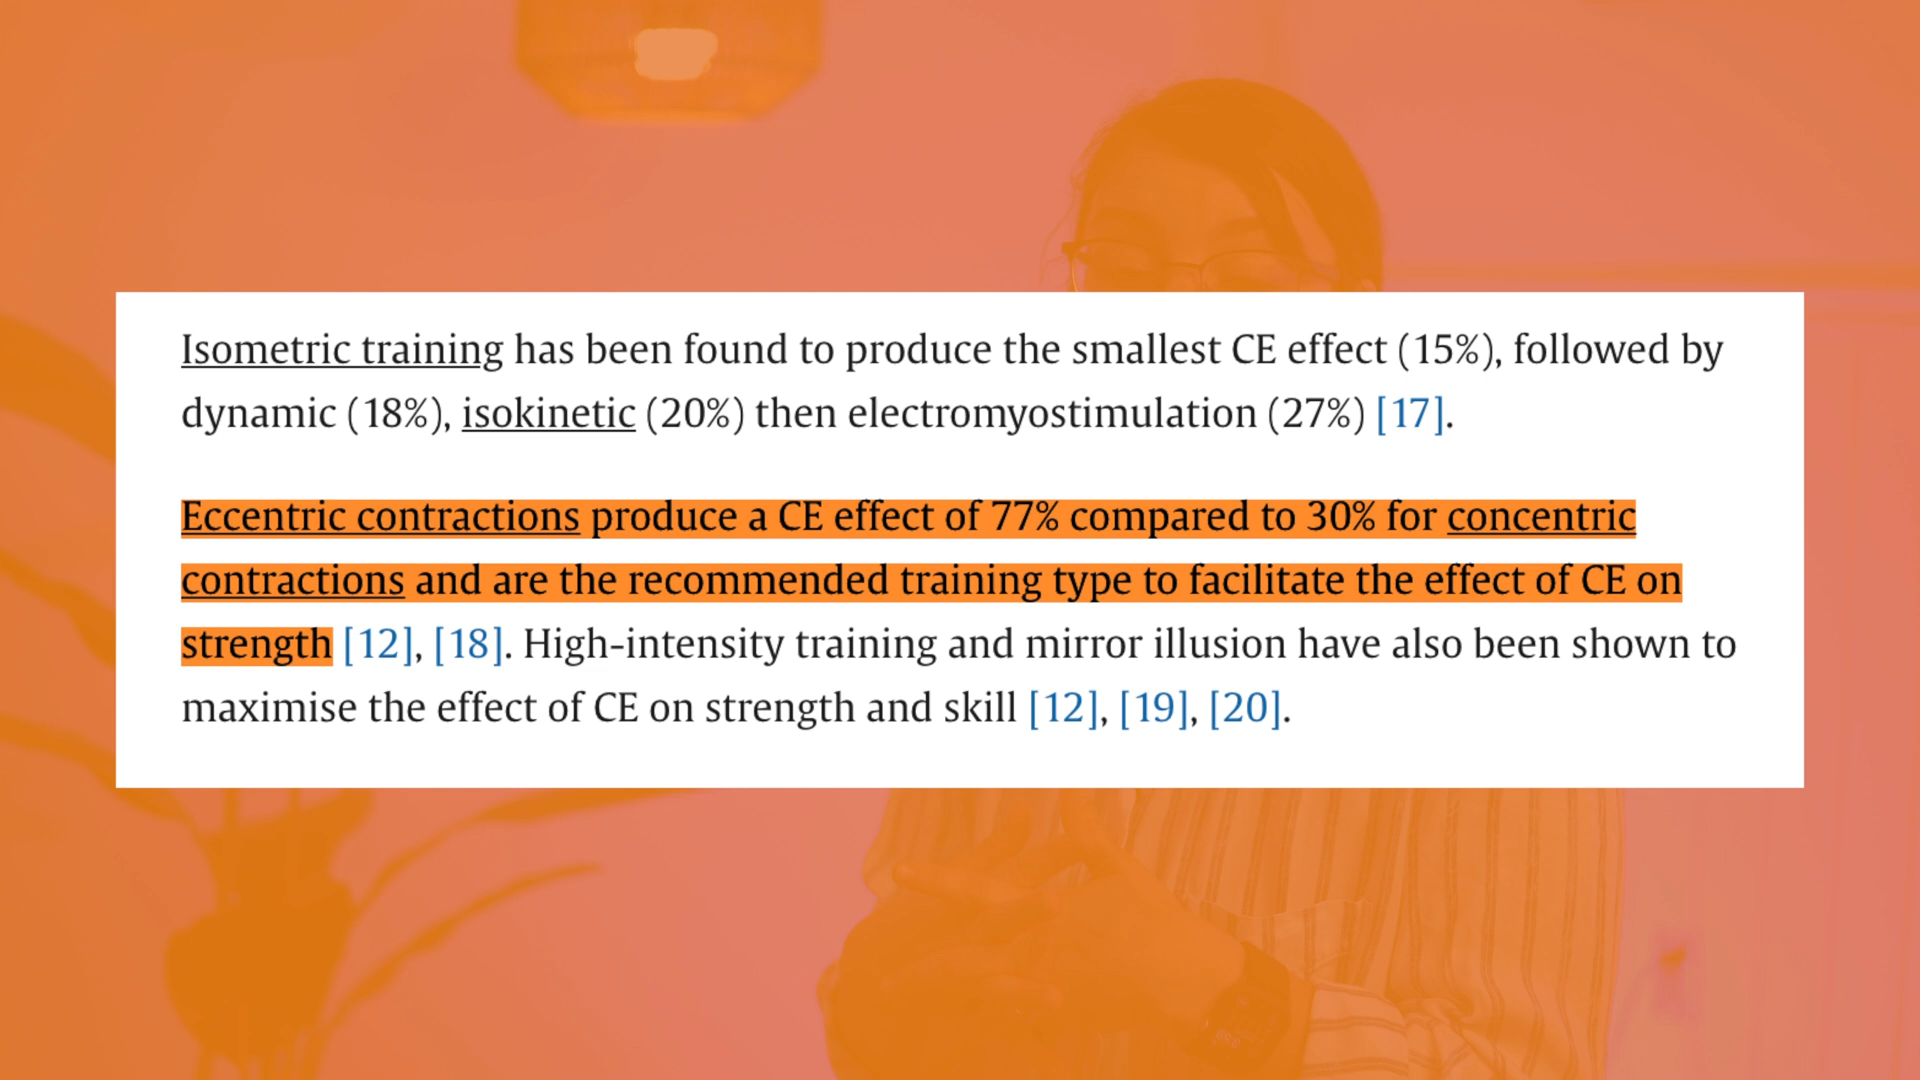 Isometric training has been found to produce the smallest CE effect (15%), followed by
dynamic (18%), isokinetic (20%) then electromyostimulation (27%) [17].
Eccentric contractions produce a CE effect of 77% compared to 30% for concentric
contractions and are the recommended training type to facilitate the effect of CE on
strength [12], [18]. High-intensity training and mirror illusion have also been shown to
maximise the effect of CE on strength and skill [12], [19], [20].